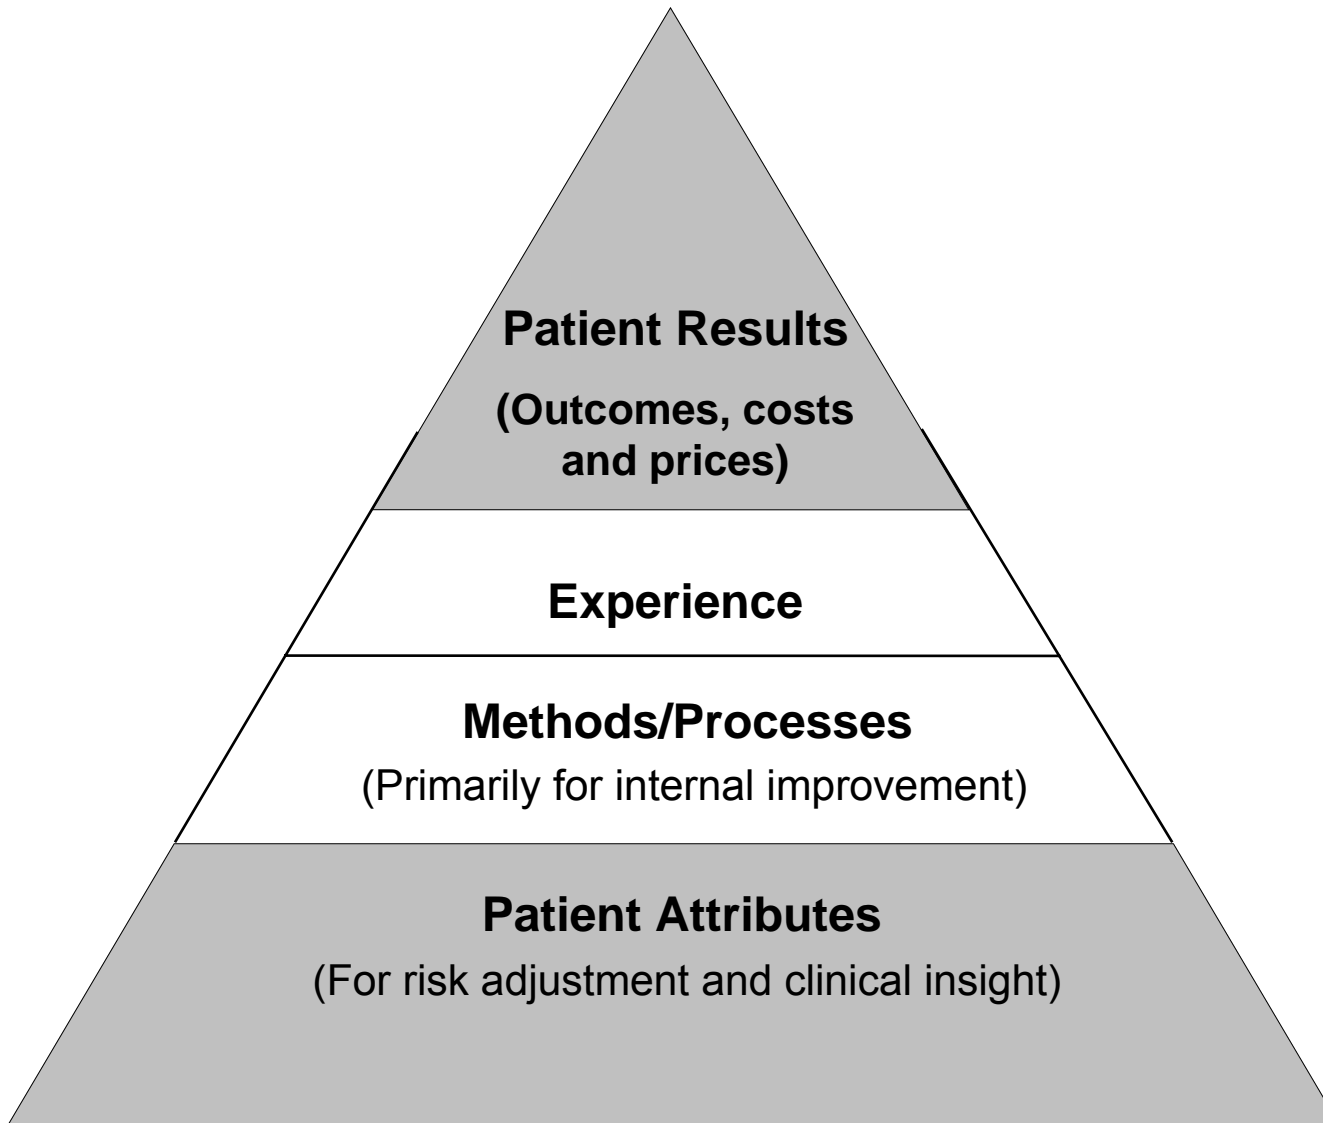 Patient Results
(Outcomes, costs
and prices)
Experience
Methods/Processes
(Primarily for internal improvement)
Patient Attributes
(For risk adjustment and clinical insight)